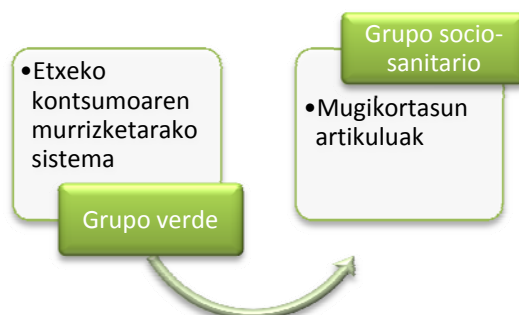 •Etxeko
kontsumoaren
murrizketarako
sistema
Grupo verde
Grupo socio-
sanitario
•Mugikortasun
artikuluak